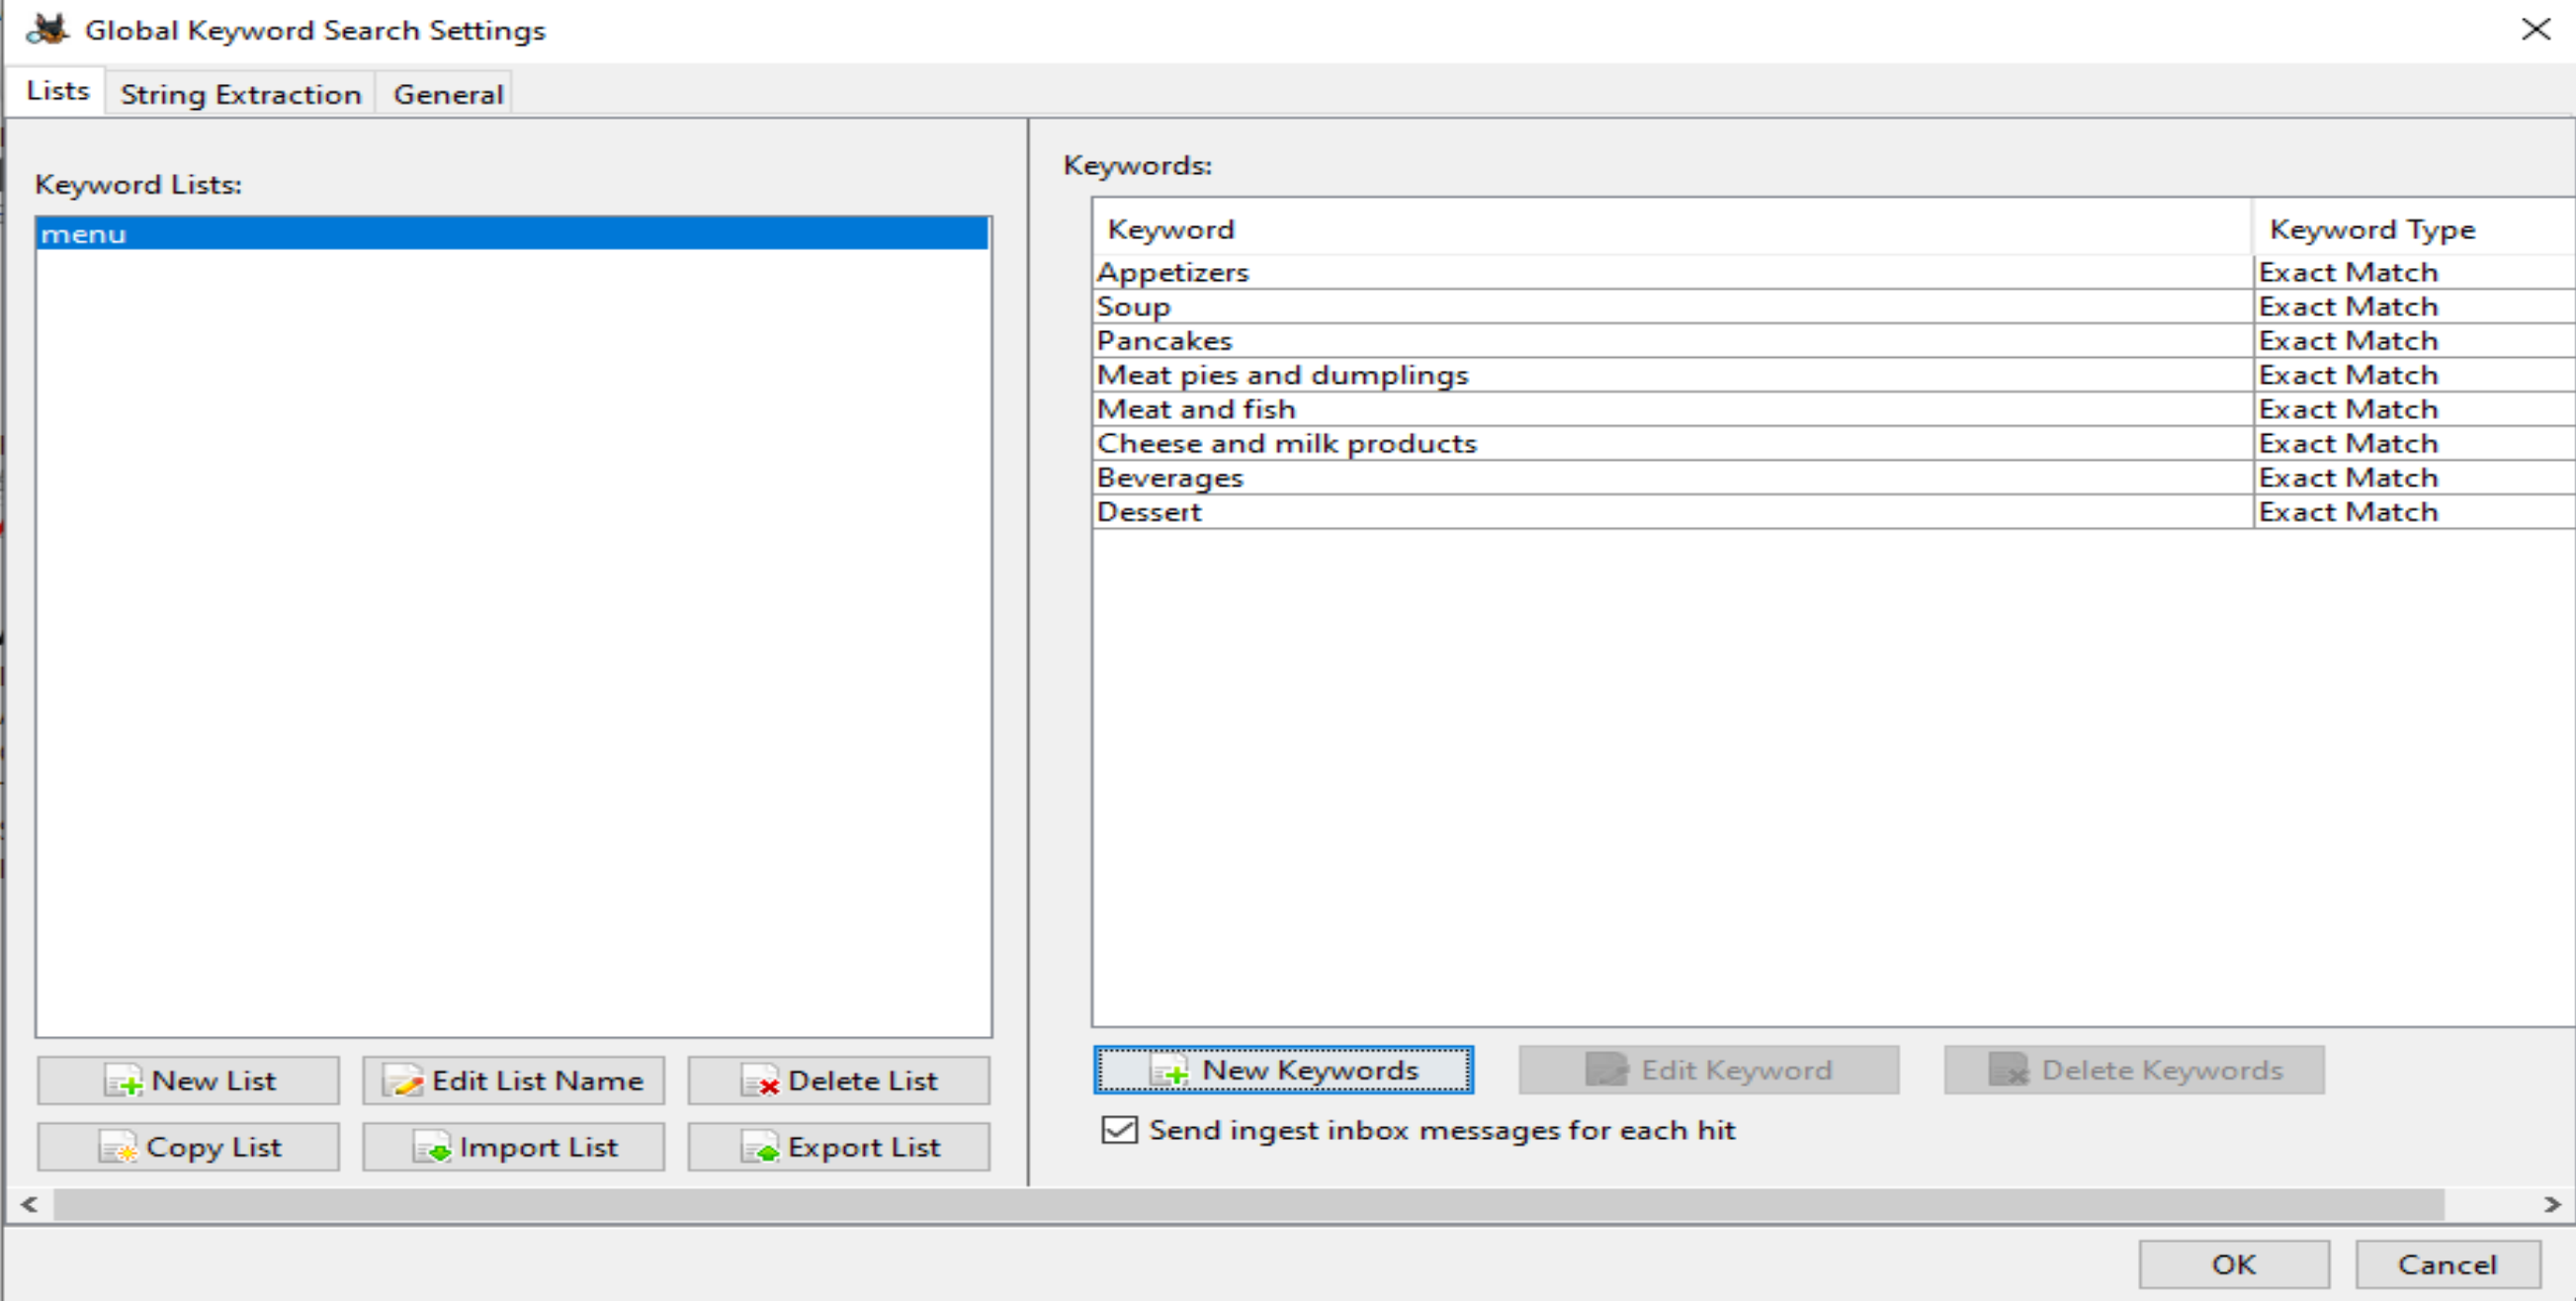 Global Keyword Search Settings
Lists String Extraction General
Keyword Lists:
menu
New List Edit List Name Delete List
Copy List Import List Export List
Keywords:
Keyword Keyword Type
Appetizers Exact Match
Soup Exact Match
Pancakes Exact Match
Meat pies and dumplings Exact Match
Meat and fish Exact Match
Cheese and milk products Exact Match
Beverages Exact Match
Dessert Exact Match
New Keywords Edit Keyword Delete Keywords
Send ingest inbox messages for each hit
OK Cancel